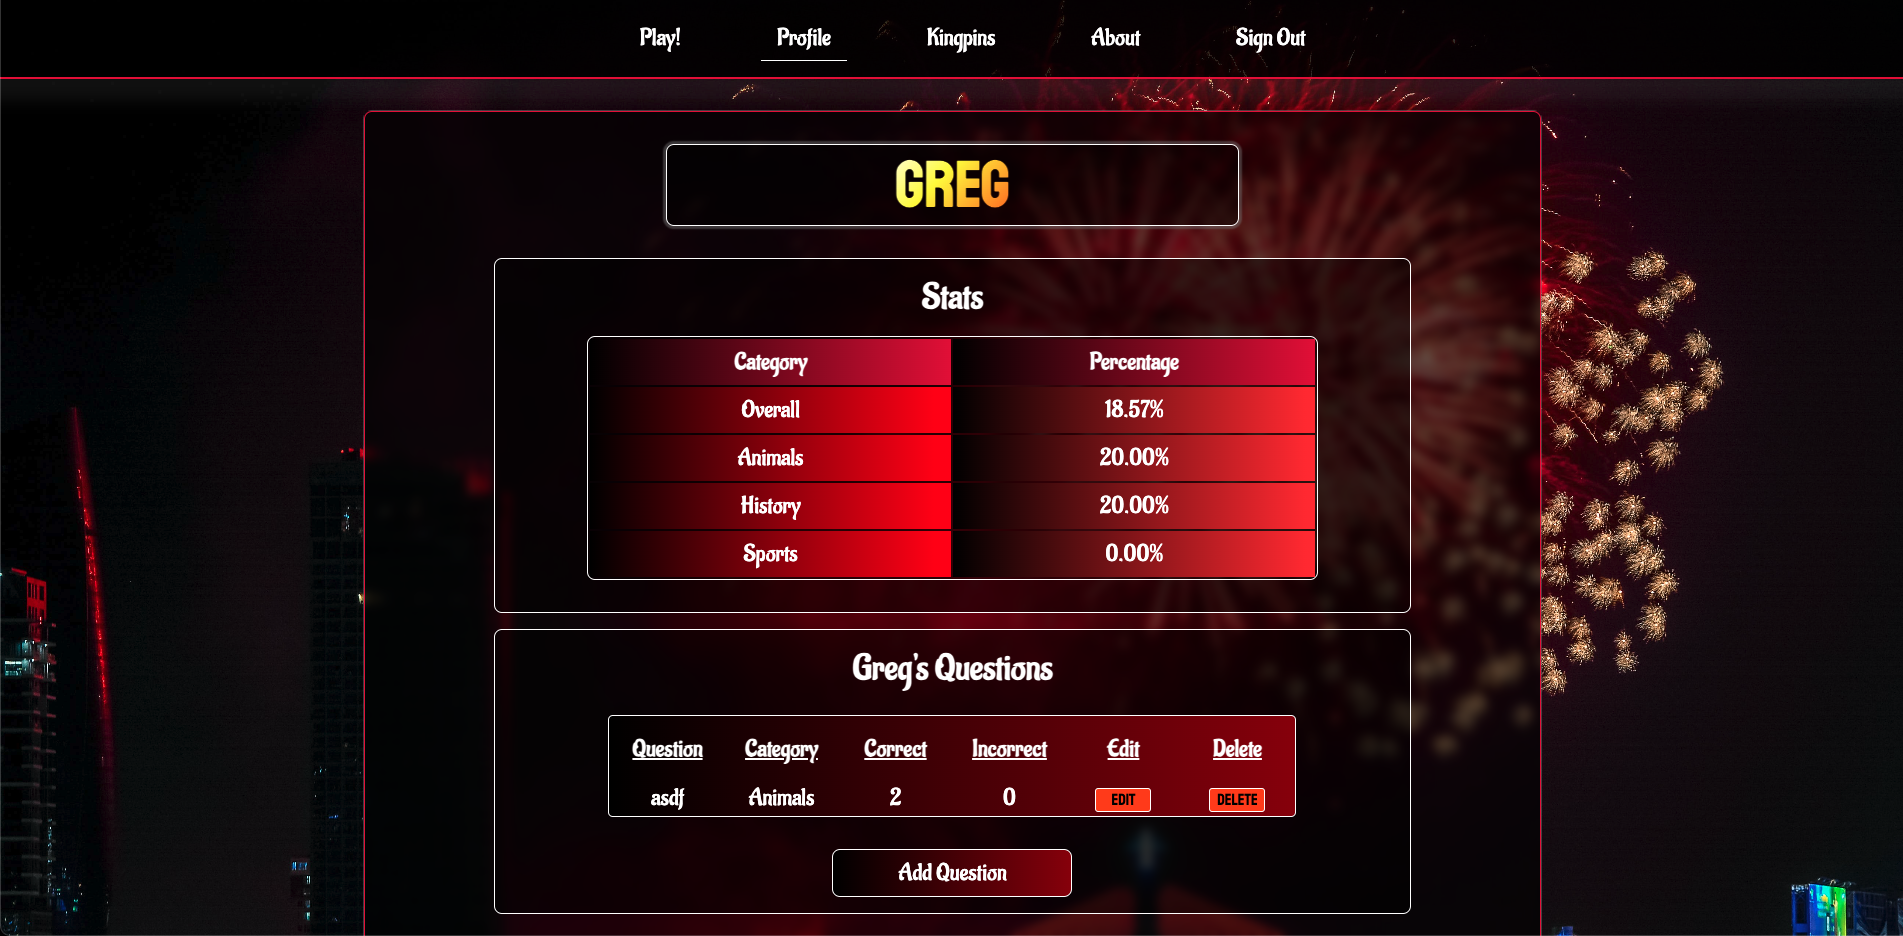 Play! Profile Kingpins About Sign Out
GREG
Stats
Category Percentage
Overall 18.57%
Animals 20.00%
History 20.00%
Sports 0.00%
Greg's Questions
Question Category Correct Incorrect Edit Delete
asdf Animals 2 0 EDIT DELETE
Add Question